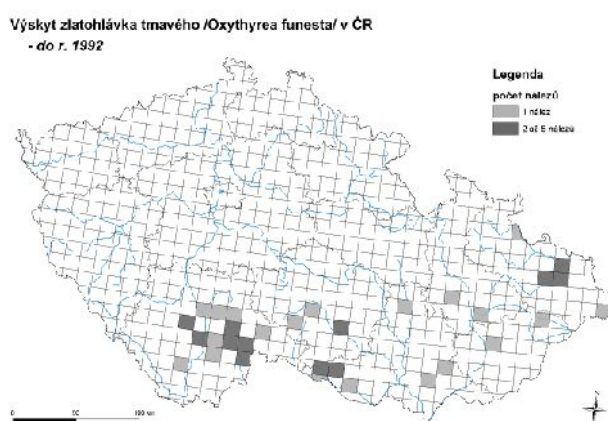 Výskyt zlatohlávka tmavého /Oxythyrea funesta/ v ČR
- do r. 1992
Legenda
počet nálezů
1 nález
2 až 5 nálezů
0 50 100 km